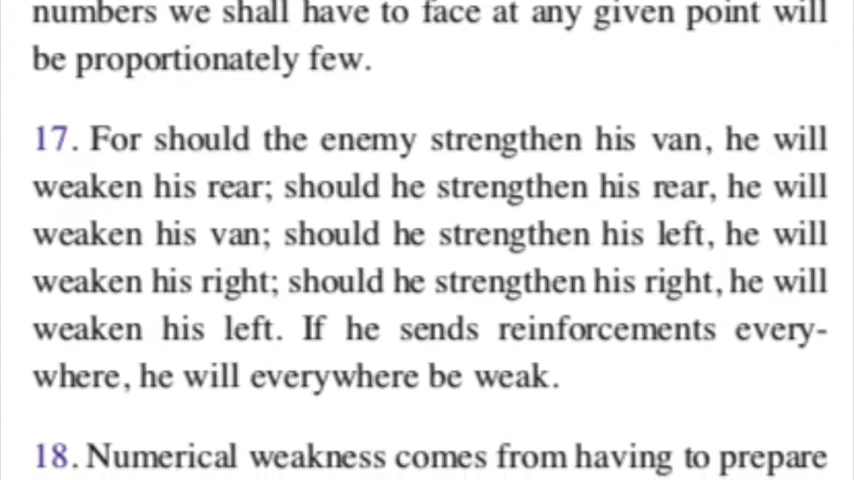 numbers we shall have to face at any given point will
be proportionately few.
17. For should the enemy strengthen his van, he will
weaken his rear; should he strengthen his rear, he will
weaken his van; should he strengthen his left, he will
weaken his right; should he strengthen his right, he will
weaken his left. If he sends reinforcements every-
where, he will everywhere be weak.
18. Numerical weakness comes from having to prepare